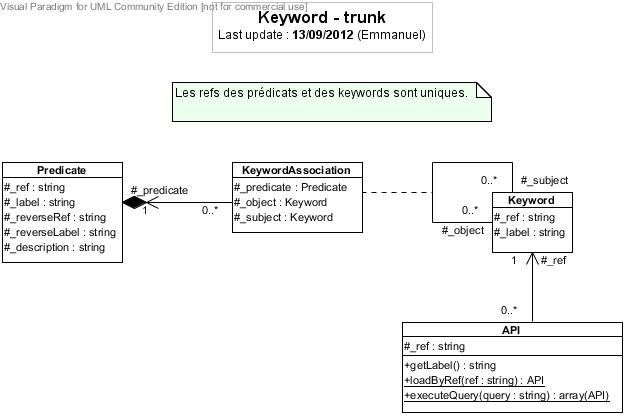 Visual Paradigm for UML Community Edition [not for commercial use]
Keyword - trunk
Last update : 13/09/2012 (Emmanuel)
Les refs des prédicats et des keywords sont uniques.
Predicate
#_ref : string
#_label : string
#_reverseRef : string
#_reverseLabel : string
#_description : string
#_predicate
1
0..*
KeywordAssociation
#_predicate : Predicate
#_object : Keyword
#_subject : Keyword
0..*
#_subject
0..*
#_object
Keyword
#_ref : string
#_label : string
1
#_ref
0..*
API
#_ref : string
+getLabel() : string
+loadByRef(ref : string) : API
+executeQuery(query : string) : array(API)